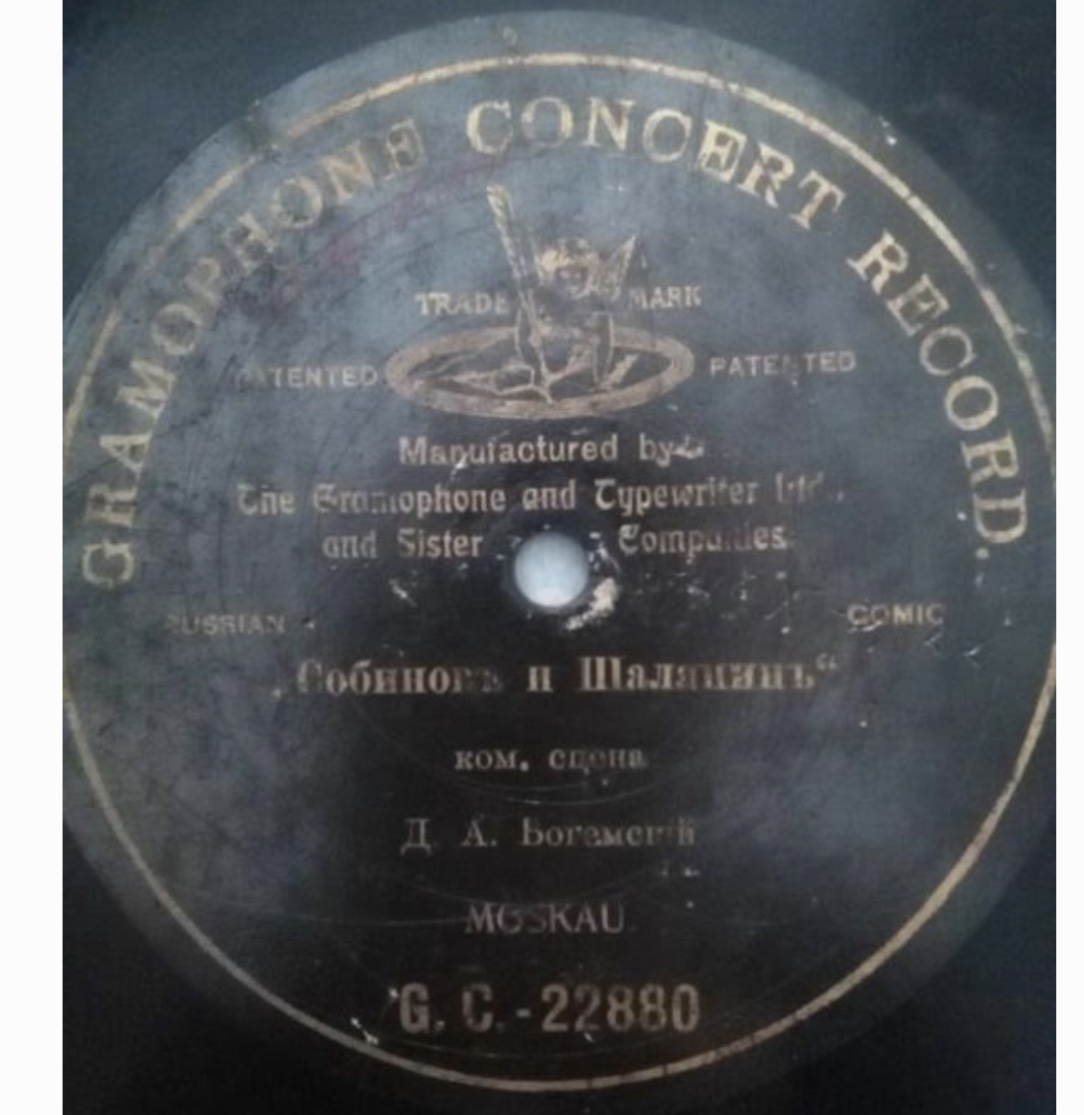 GRAMOPHONE CONCERT RECORD.
TRADE MARK
PATENTED PATENTED
Manufactured by
The Gramophone and Typewriter Ltd.,
and Sister Companies
RUSSIAN COMIC
„Собиновъ и Шаляпинъ“
ком. сцена
Д. А. Богемскій
MOSKAU.
G. C. - 22880